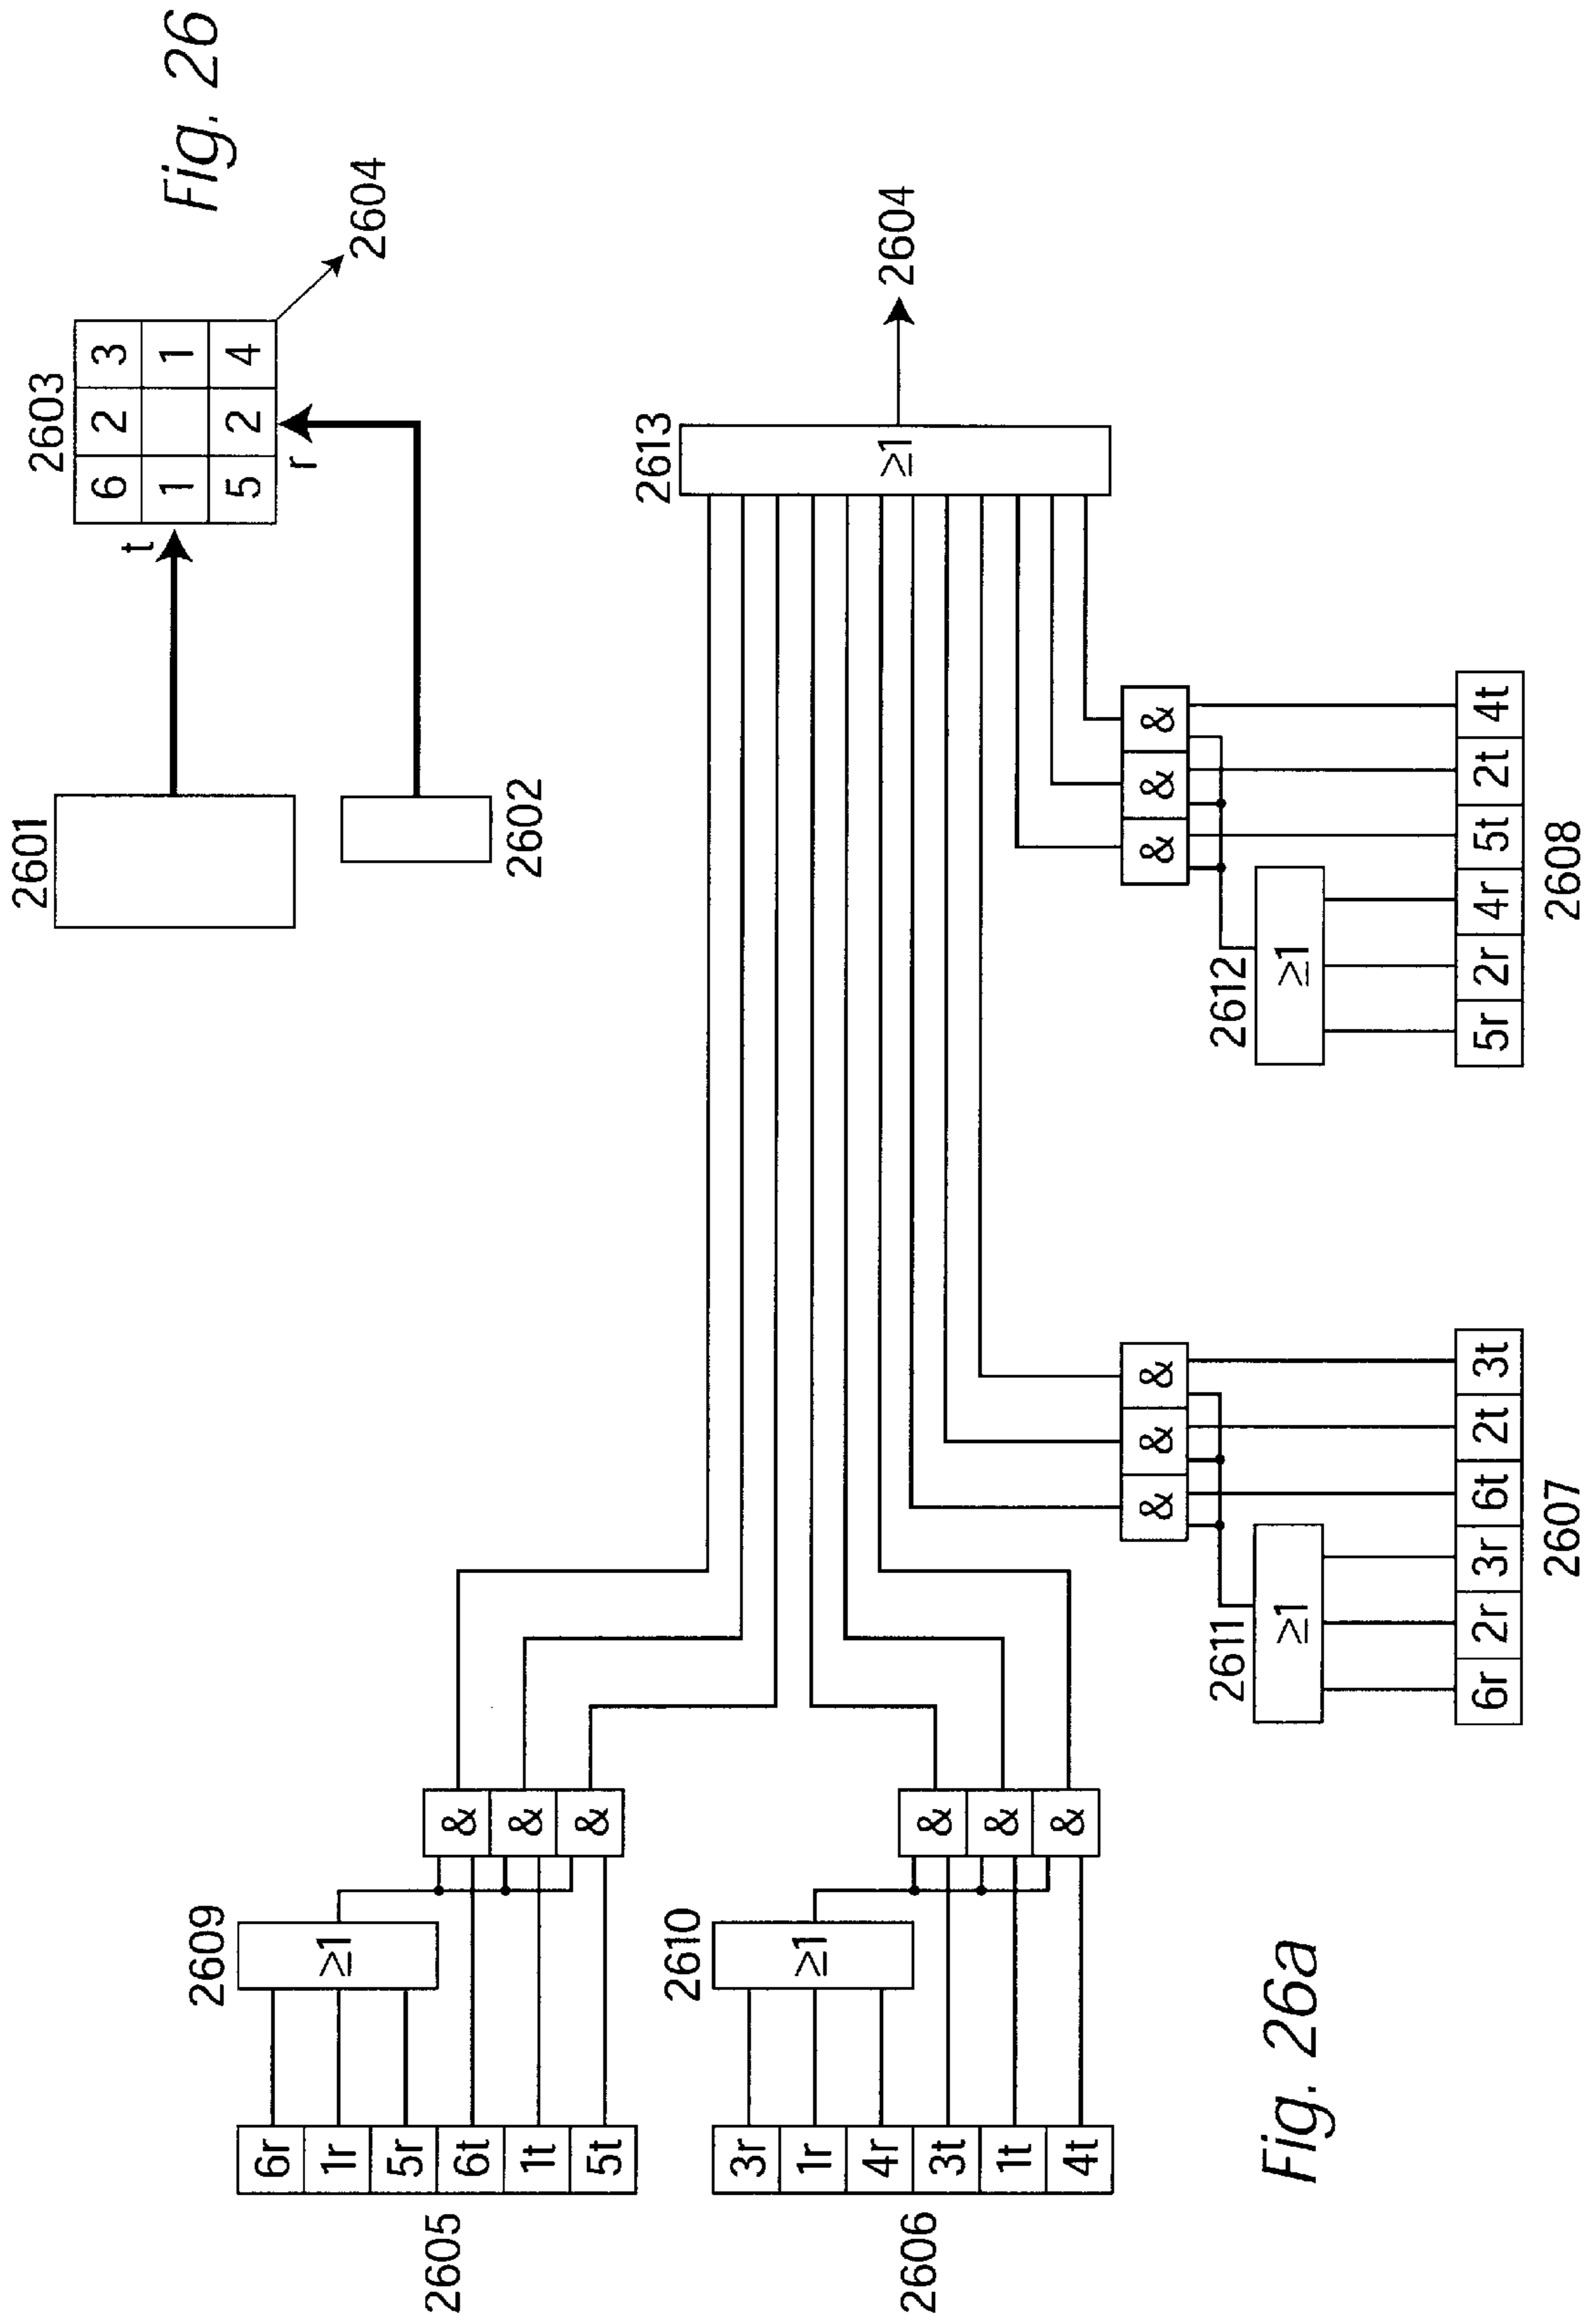 Fig. 26
2601
2602
2603
t
r
6 2 3
1 1
5 2 4
2604
2605
6r
1r
5r
6t
1t
5t
2609
≥1
&
&
&
2606
3r
1r
4r
3t
1t
4t
2610
≥1
&
&
&
2613
≥1
2604
2611
≥1
& & &
6r 2r 3r 6t 2t 3t
2607
2612
≥1
& & &
5r 2r 4r 5t 2t 4t
2608
Fig. 26a